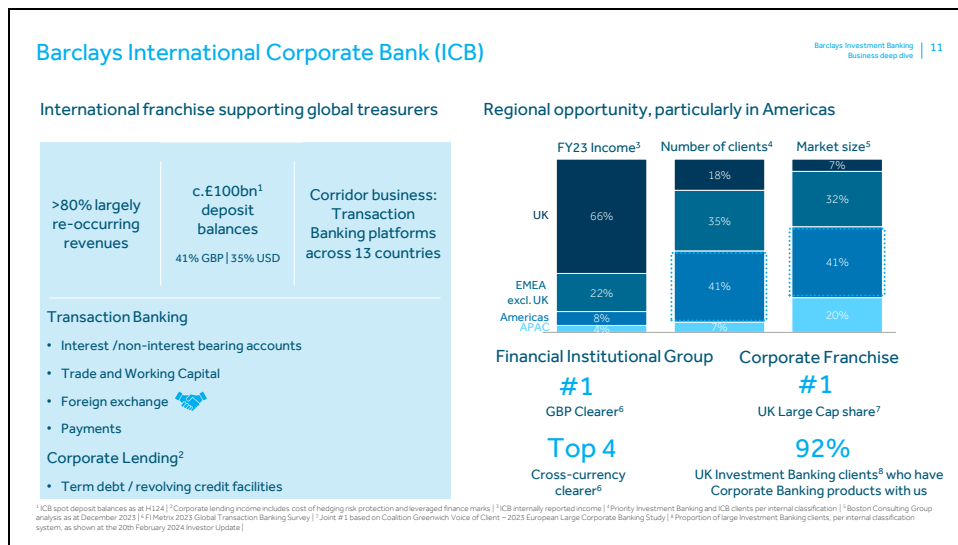 Barclays International Corporate Bank (ICB)
Barclays Investment Banking
Business deep dive
11
International franchise supporting global treasurers
>80% largely
re-occurring
revenues
c.£100bn1
deposit
balances
41% GBP | 35% USD
Corridor business:
Transaction
Banking platforms
across 13 countries
Transaction Banking
• Interest /non-interest bearing accounts
• Trade and Working Capital
• Foreign exchange
• Payments
Corporate Lending2
• Term debt / revolving credit facilities
Regional opportunity, particularly in Americas
FY23 Income3
Number of clients4
Market size5
UK
EMEA
excl. UK
Americas
APAC
66%
22%
8%
4%
18%
35%
41%
7%
7%
32%
41%
20%
Financial Institutional Group
#1
GBP Clearer6
Top 4
Cross-currency
clearer6
Corporate Franchise
#1
UK Large Cap share7
92%
UK Investment Banking clients8 who have
Corporate Banking products with us
1 ICB spot deposit balances as at H124 | 2 Corporate lending income includes cost of hedging risk protection and leveraged finance marks | 3 ICB internally reported income | 4 Priority Investment Banking and ICB clients per internal classification | 5 Boston Consulting Group
analysis as at December 2023 | 6 FI Metrix 2023 Global Transaction Banking Survey | 7 Joint #1 based on Coalition Greenwich Voice of Client – 2023 European Large Corporate Banking Study | 8 Proportion of large Investment Banking clients, per internal classification
system, as shown at the 20th February 2024 Investor Update |